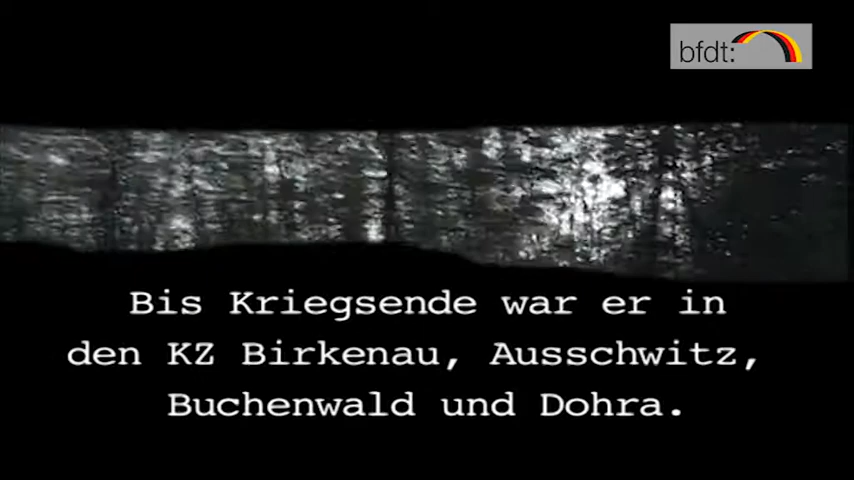 bfdt:
Bis Kriegsende war er in
den KZ Birkenau, Ausschwitz,
Buchenwald und Dohra.